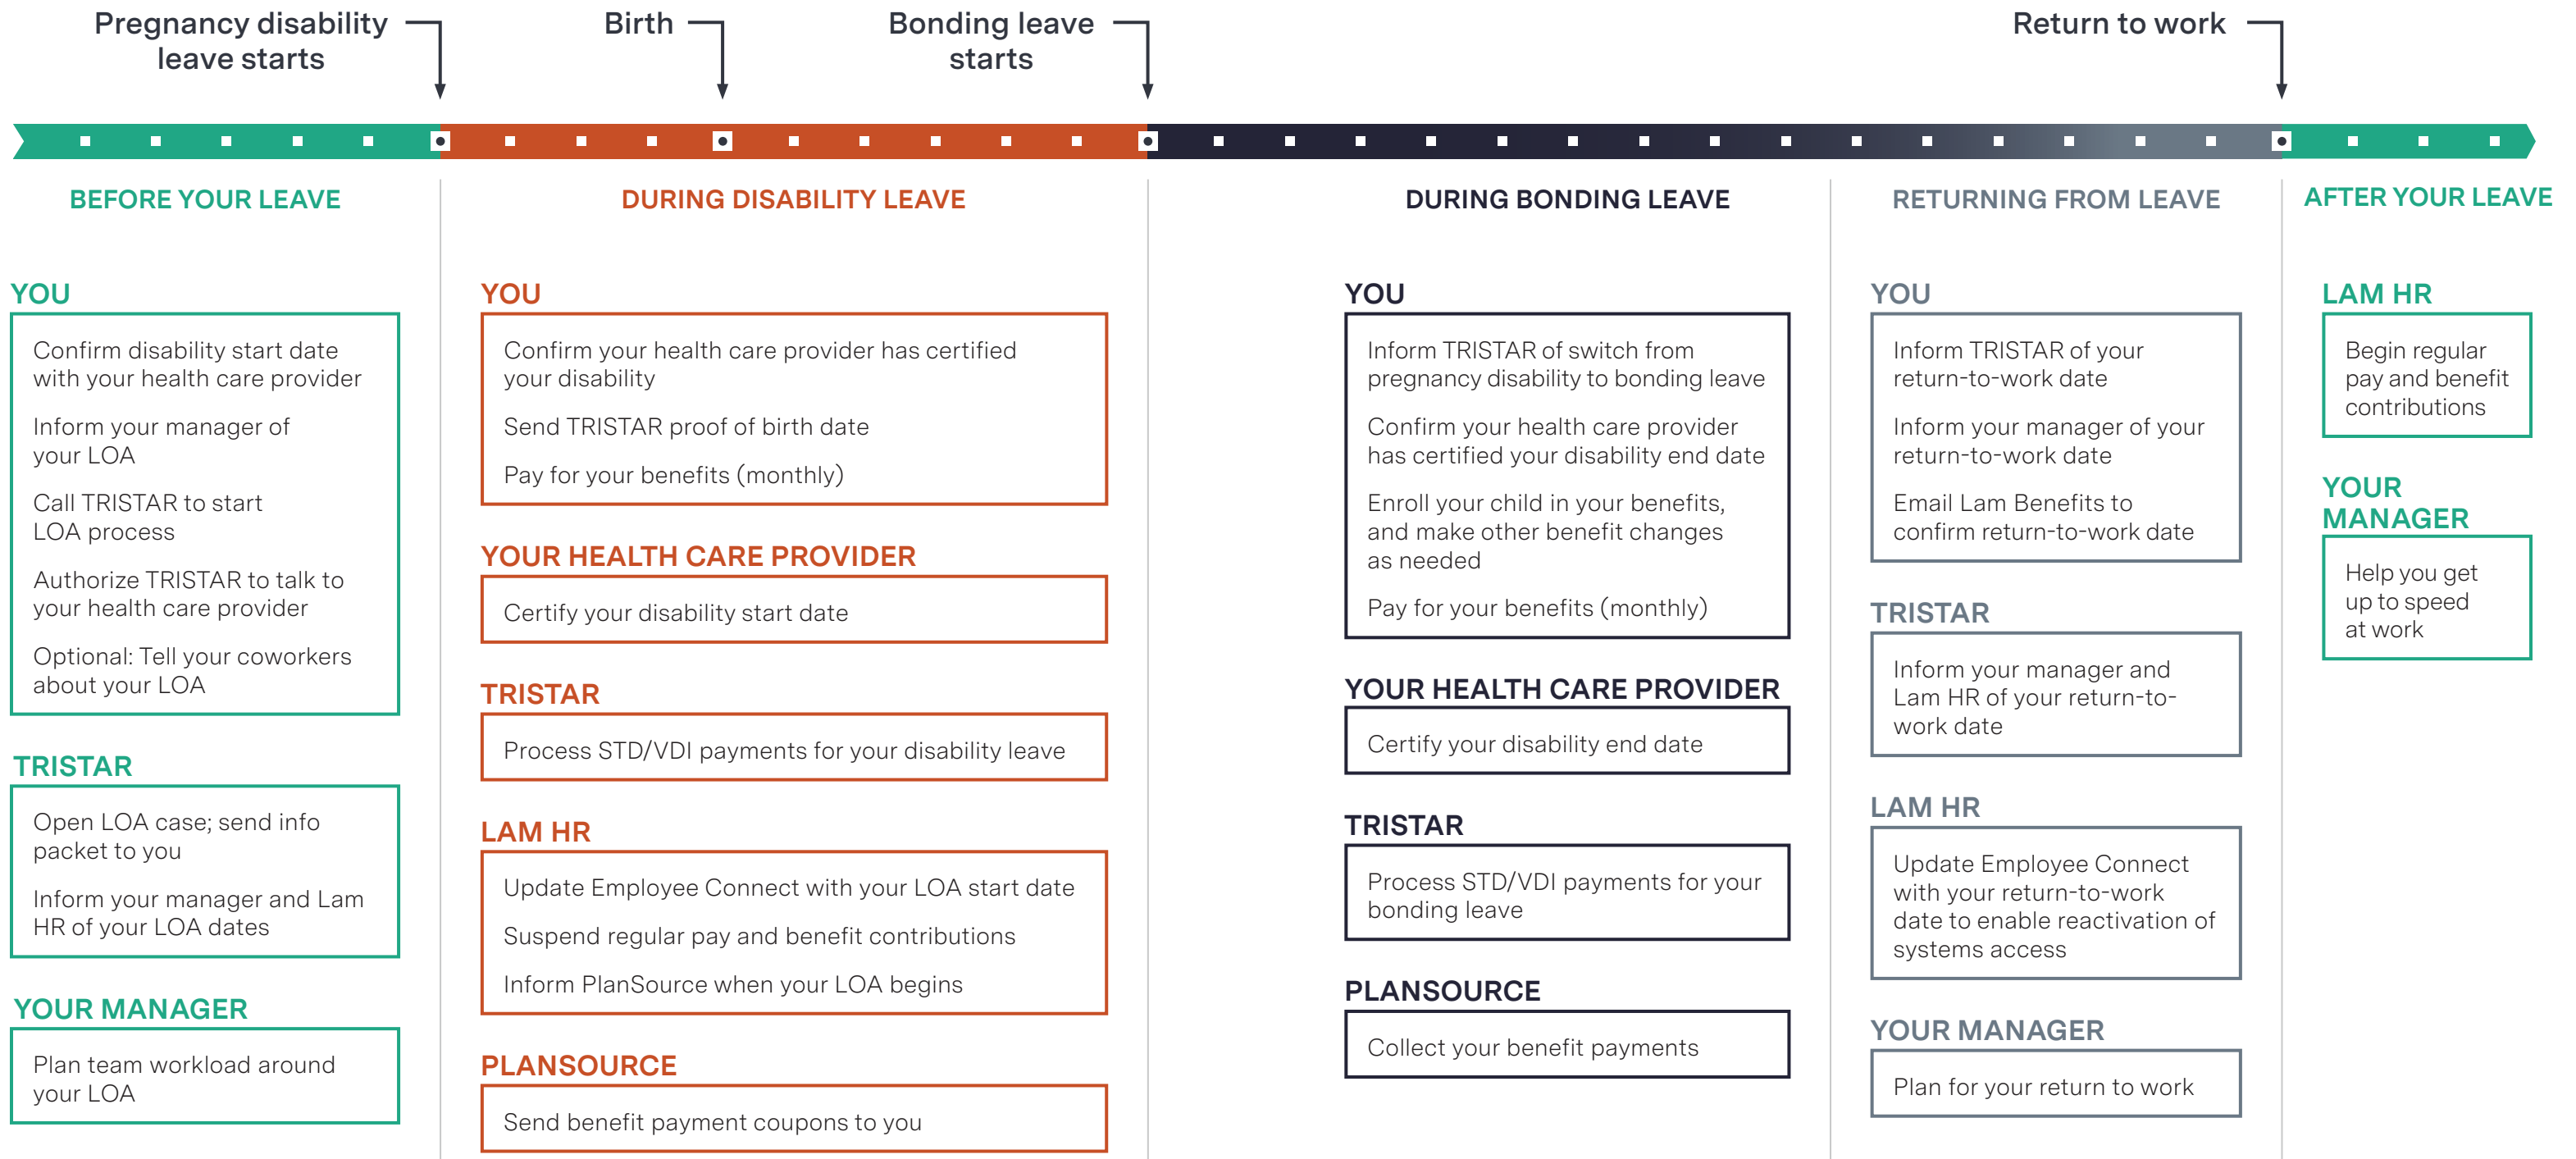 Pregnancy disability
leave starts
Birth
Bonding leave
starts
Return to work
BEFORE YOUR LEAVE
YOU
Confirm disability start date
with your health care provider
Inform your manager of
your LOA
Call TRISTAR to start
LOA process
Authorize TRISTAR to talk to
your health care provider
Optional: Tell your coworkers
about your LOA
TRISTAR
Open LOA case; send info
packet to you
Inform your manager and Lam
HR of your LOA dates
YOUR MANAGER
Plan team workload around
your LOA
DURING DISABILITY LEAVE
YOU
Confirm your health care provider has certified
your disability
Send TRISTAR proof of birth date
Pay for your benefits (monthly)
YOUR HEALTH CARE PROVIDER
Certify your disability start date
TRISTAR
Process STD/VDI payments for your disability leave
LAM HR
Update Employee Connect with your LOA start date
Suspend regular pay and benefit contributions
Inform PlanSource when your LOA begins
PLANSOURCE
Send benefit payment coupons to you
DURING BONDING LEAVE
YOU
Inform TRISTAR of switch from
pregnancy disability to bonding leave
Confirm your health care provider
has certified your disability end date
Enroll your child in your benefits,
and make other benefit changes
as needed
Pay for your benefits (monthly)
YOUR HEALTH CARE PROVIDER
Certify your disability end date
TRISTAR
Process STD/VDI payments for your
bonding leave
PLANSOURCE
Collect your benefit payments
RETURNING FROM LEAVE
YOU
Inform TRISTAR of your
return-to-work date
Inform your manager of your
return-to-work date
Email Lam Benefits to
confirm return-to-work date
TRISTAR
Inform your manager and
Lam HR of your return-to-
work date
LAM HR
Update Employee Connect
with your return-to-work
date to enable reactivation of
systems access
YOUR MANAGER
Plan for your return to work
AFTER YOUR LEAVE
LAM HR
Begin regular
pay and benefit
contributions
YOUR
MANAGER
Help you get
up to speed
at work